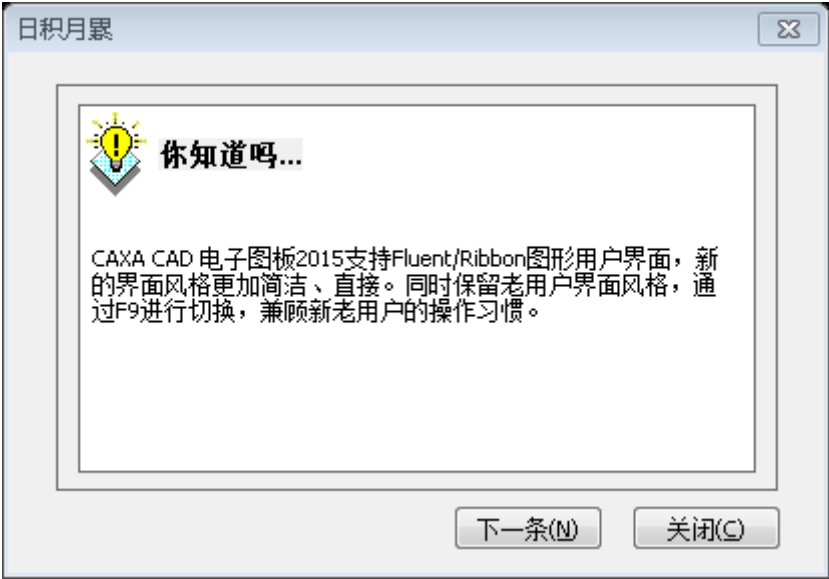 日积月累
你知道吗...
CAXA CAD 电子图板2015支持Fluent/Ribbon图形用户界面，新
的界面风格更加简洁、直接。同时保留老用户界面风格，通
过F9进行切换，兼顾新老用户的操作习惯。
下一条(N)
关闭(C)